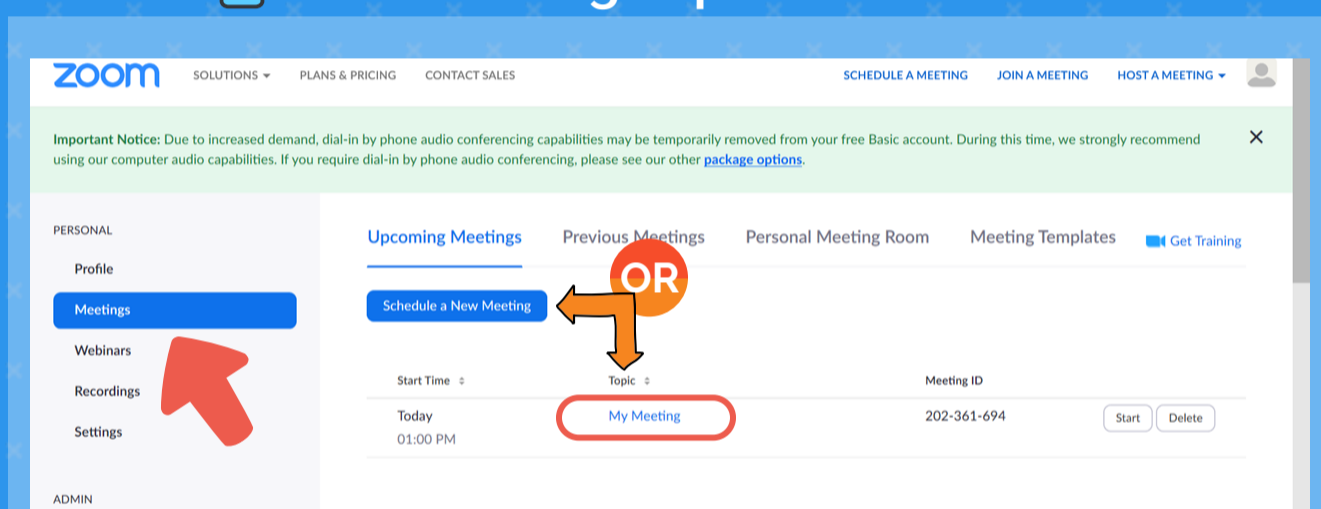 zoom SOLUTIONS PLANS & PRICING CONTACT SALES SCHEDULE A MEETING JOIN A MEETING HOST A MEETING
Important Notice: Due to increased demand, dial-in by phone audio conferencing capabilities may be temporarily removed from your free Basic account. During this time, we strongly recommend
using our computer audio capabilities. If you require dial-in by phone audio conferencing, please see our other package options.
PERSONAL
Profile
Meetings
Webinars
Recordings
Settings
ADMIN
Upcoming Meetings Previous Meetings Personal Meeting Room Meeting Templates Get Training
OR
Schedule a New Meeting
Start Time Topic Meeting ID
Today My Meeting 202-361-694 Start Delete
01:00 PM